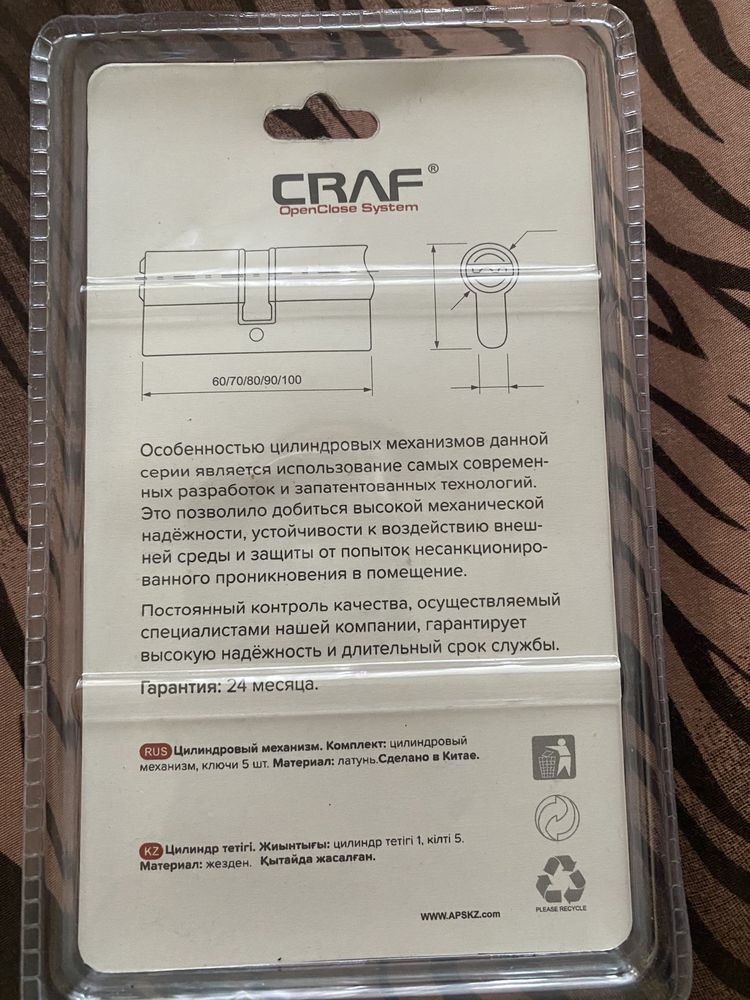 CRAF®
OpenClose System
60/70/80/90/100
Особенностью цилиндровых механизмов данной
серии является использование самых современ-
ных разработок и запатентованных технологий.
Это позволило добиться высокой механической
надёжности, устойчивости к воздействию внеш-
ней среды и защиты от попыток несанкциониро-
ванного проникновения в помещение.
Постоянный контроль качества, осуществляемый
специалистами нашей компании, гарантирует
высокую надёжность и длительный срок службы.
Гарантия: 24 месяца.
RUS Цилиндровый механизм. Комплект: цилиндровый
механизм, ключи 5 шт. Материал: латунь.Сделано в Китае.
KZ Цилиндр тетігі. Жиынтығы: цилиндр тетігі 1, кілті 5.
Материал: жезден. Қытайда жасалған.
WWW.APSKZ.com
PLEASE RECYCLE